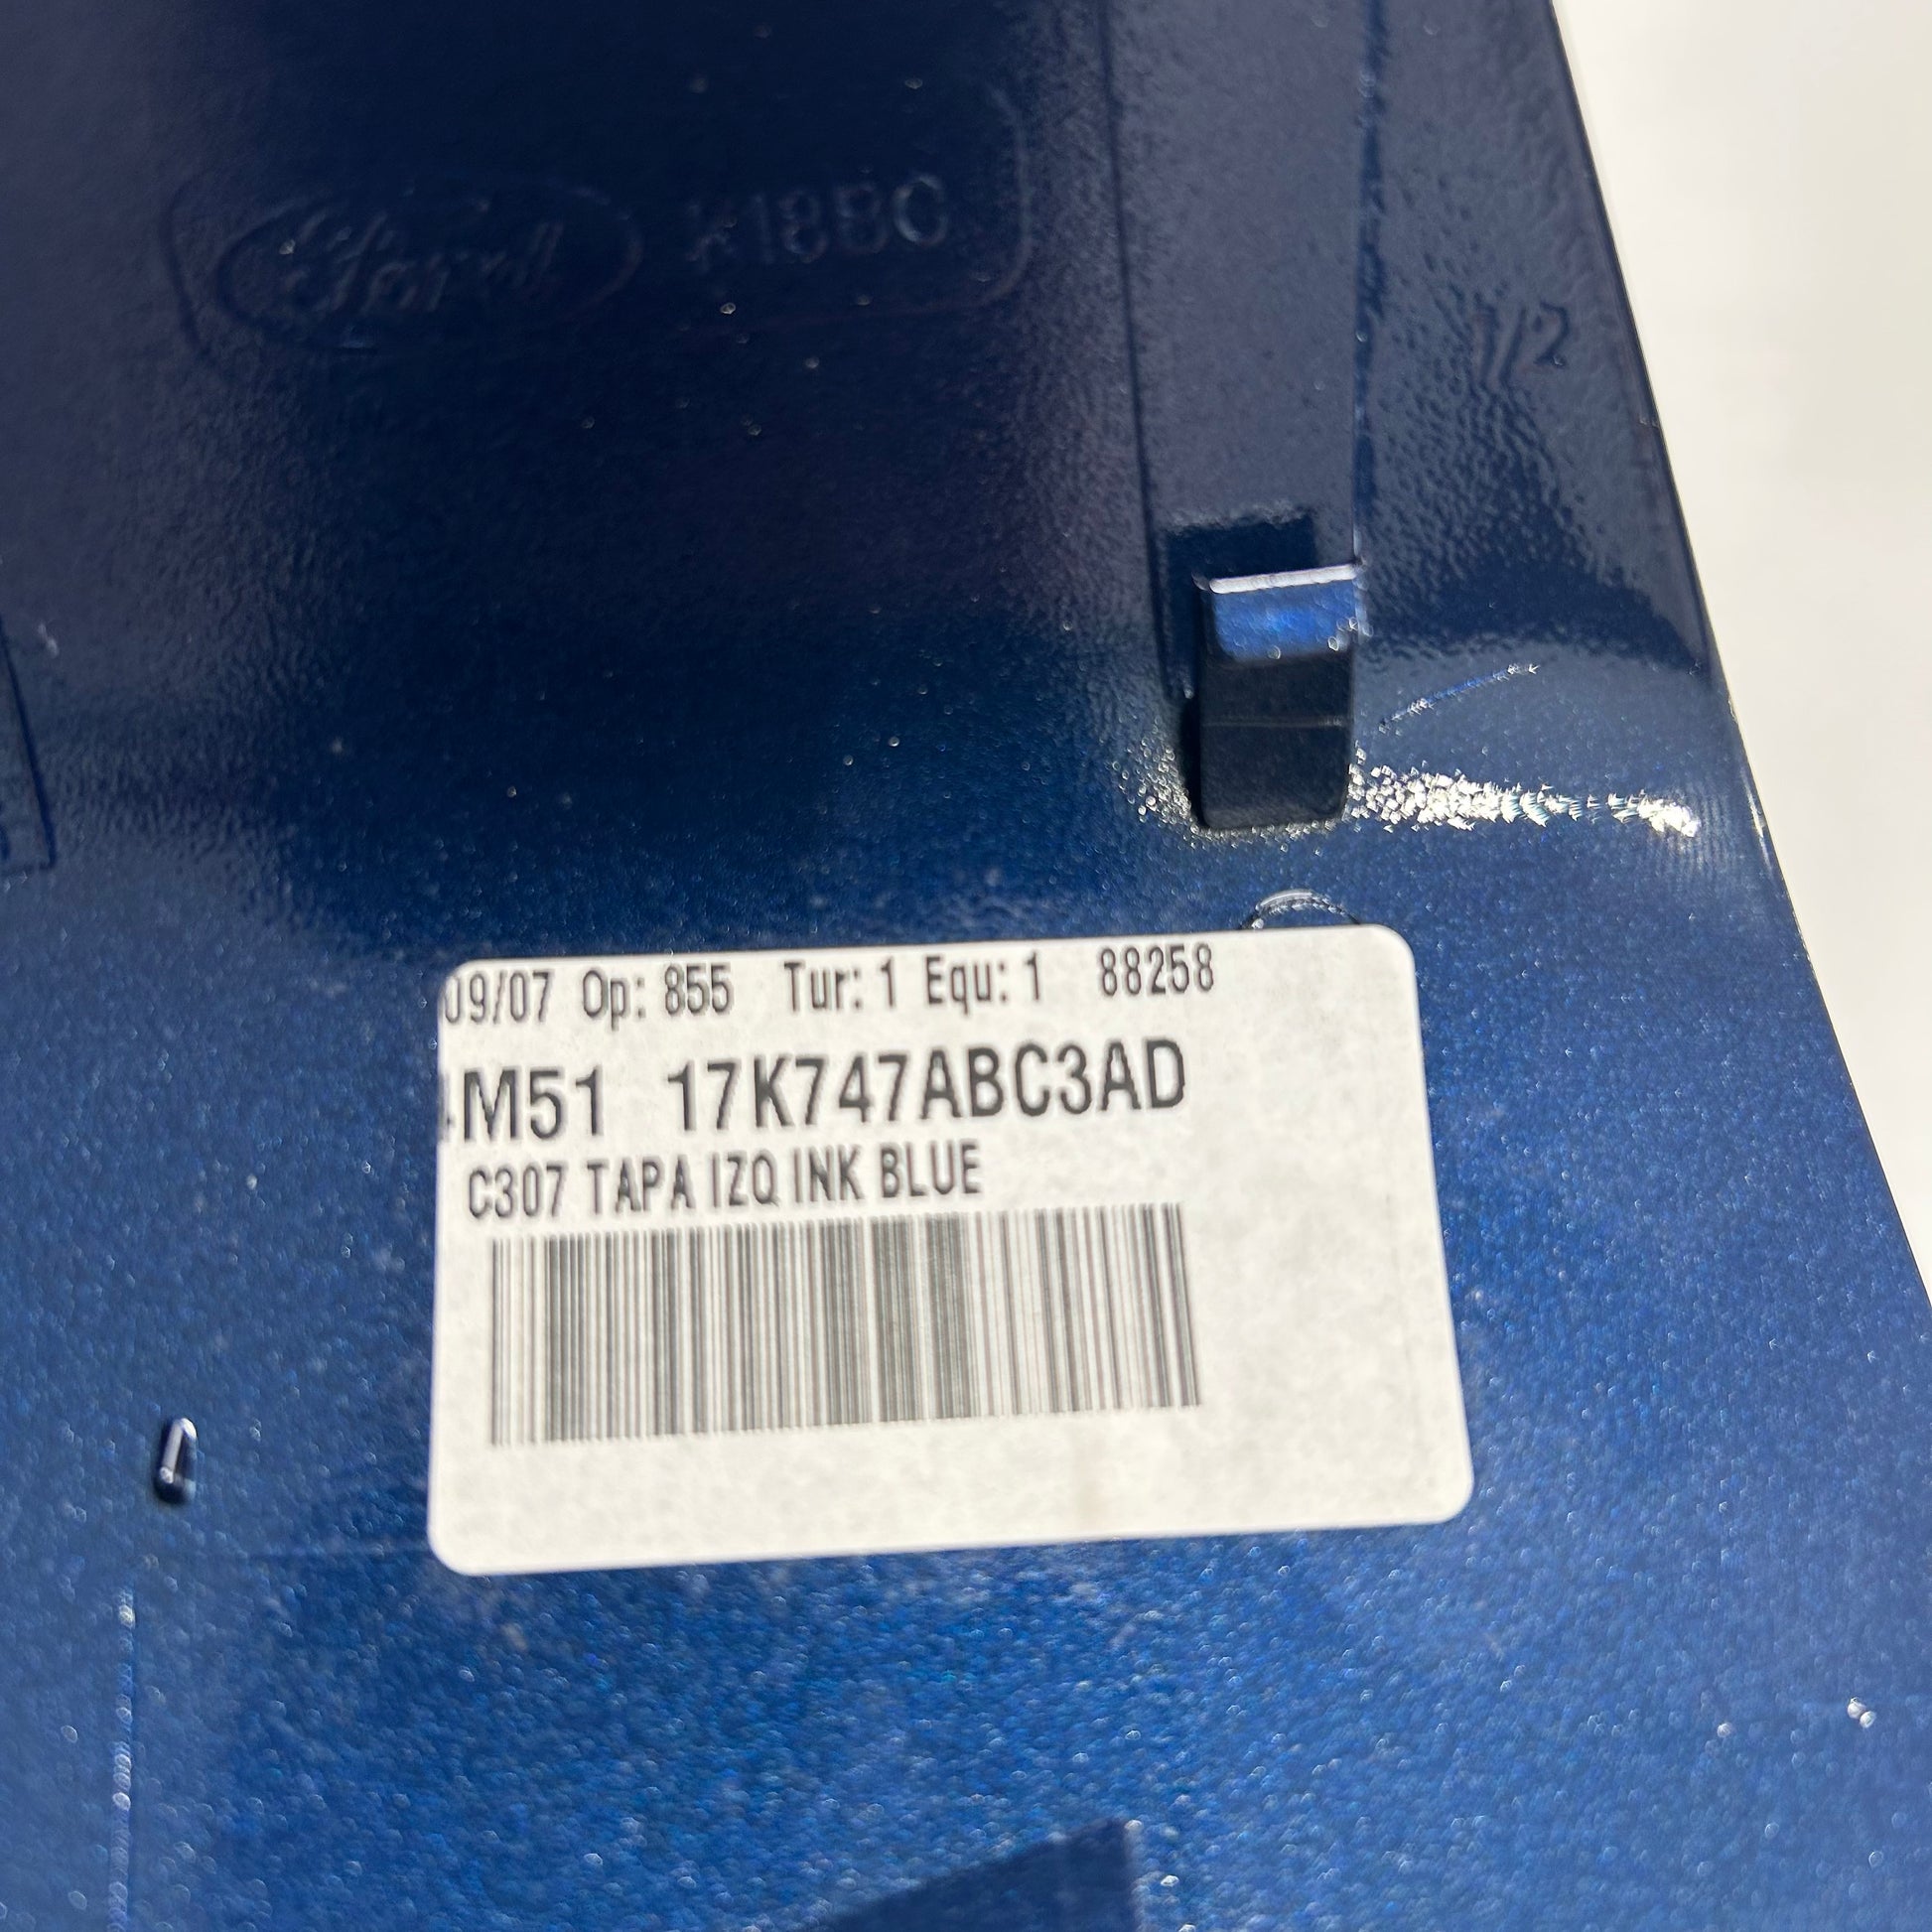 Ford K18BC
1/2
09/07 Op: 855 Tur: 1 Equ: 1 88258
4M51 17K747ABC3AD
C307 TAPA IZQ INK BLUE